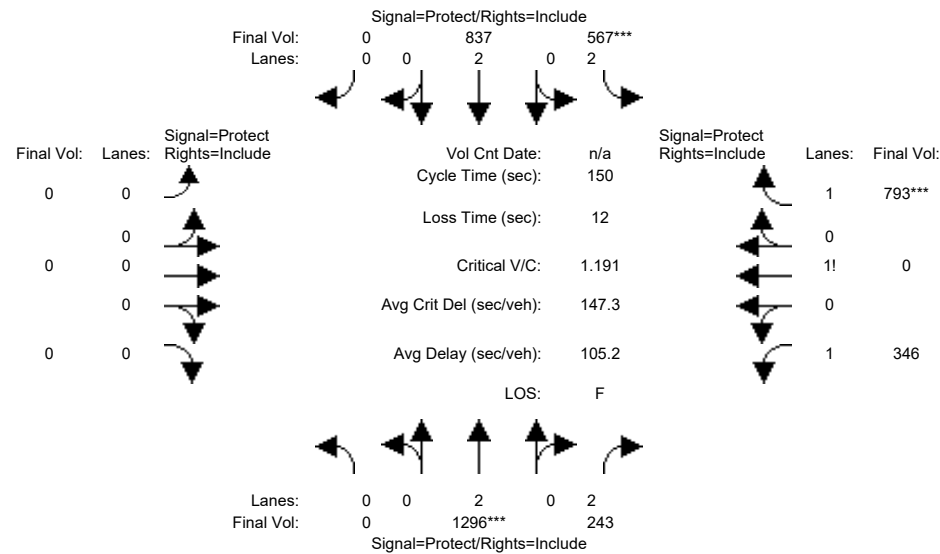 Signal=Protect/Rights=Include
Final Vol: 0 837 567***
Lanes: 0 0 2 0 2
Signal=Protect Signal=Protect
Final Vol: Lanes: Rights=Include Vol Cnt Date: n/a Rights=Include Lanes: Final Vol:
Cycle Time (sec): 150
0 0 1 793***
Loss Time (sec): 12
0 0
0 0 Critical V/C: 1.191 1! 0
0 Avg Crit Del (sec/veh): 147.3 0
0 0 Avg Delay (sec/veh): 105.2 1 346
LOS: F
Lanes: 0 0 2 0 2
Final Vol: 0 1296*** 243
Signal=Protect/Rights=Include